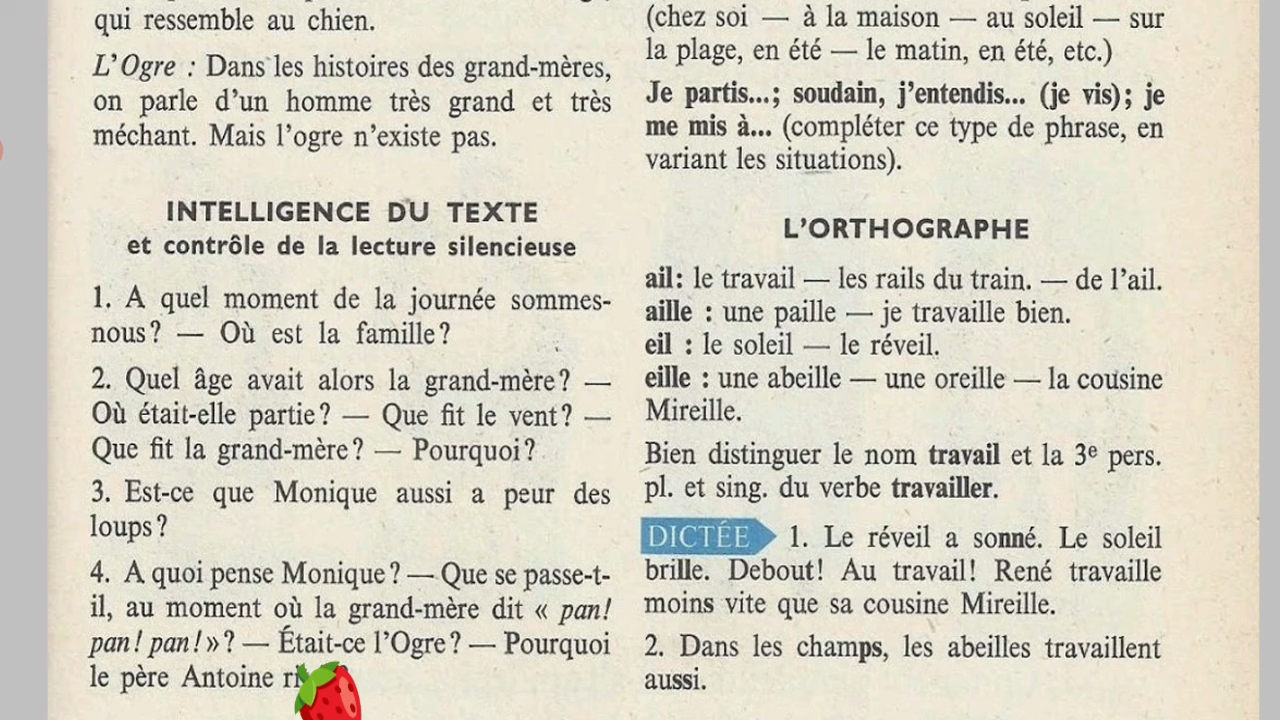 qui ressemble au chien.
L'Ogre : Dans les histoires des grand-mères,
on parle d'un homme très grand et très
méchant. Mais l'ogre n'existe pas.
INTELLIGENCE DU TEXTE
et contrôle de la lecture silencieuse
1. A quel moment de la journée sommes-
nous? — Où est la famille?
2. Quel âge avait alors la grand-mère? —
Où était-elle partie? — Que fit le vent? —
Que fit la grand-mère? — Pourquoi?
3. Est-ce que Monique aussi a peur des
loups?
4. A quoi pense Monique? — Que se passe-t-
il, au moment où la grand-mère dit « pan!
pan! pan!»? — Était-ce l'Ogre? — Pourquoi
le père Antoine
(chez soi — à la maison — au soleil — sur
la plage, en été — le matin, en été, etc.)
Je partis...; soudain, j'entendis... (je vis); je
me mis à... (compléter ce type de phrase, en
variant les situations).
L'ORTHOGRAPHE
ail: le travail — les rails du train. — de l'ail.
aille : une paille — je travaille bien.
eil : le soleil — le réveil.
eille : une abeille — une oreille — la cousine
Mireille.
Bien distinguer le nom travail et la 3e pers.
pl. et sing. du verbe travailler.
DICTÉE 1. Le réveil a sonné. Le soleil
brille. Debout! Au travail! René travaille
moins vite que sa cousine Mireille.
2. Dans les champs, les abeilles travaillent
aussi.